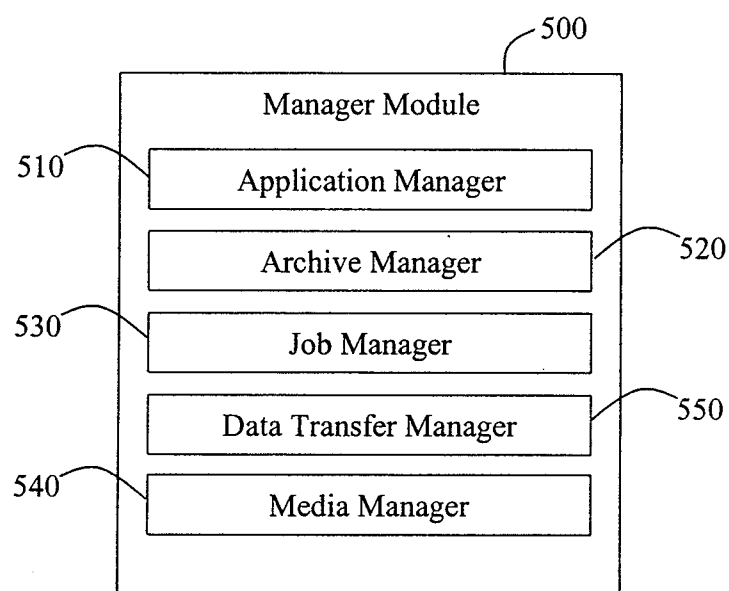 500
Manager Module
510
Application Manager
520
Archive Manager
530
Job Manager
550
Data Transfer Manager
540
Media Manager